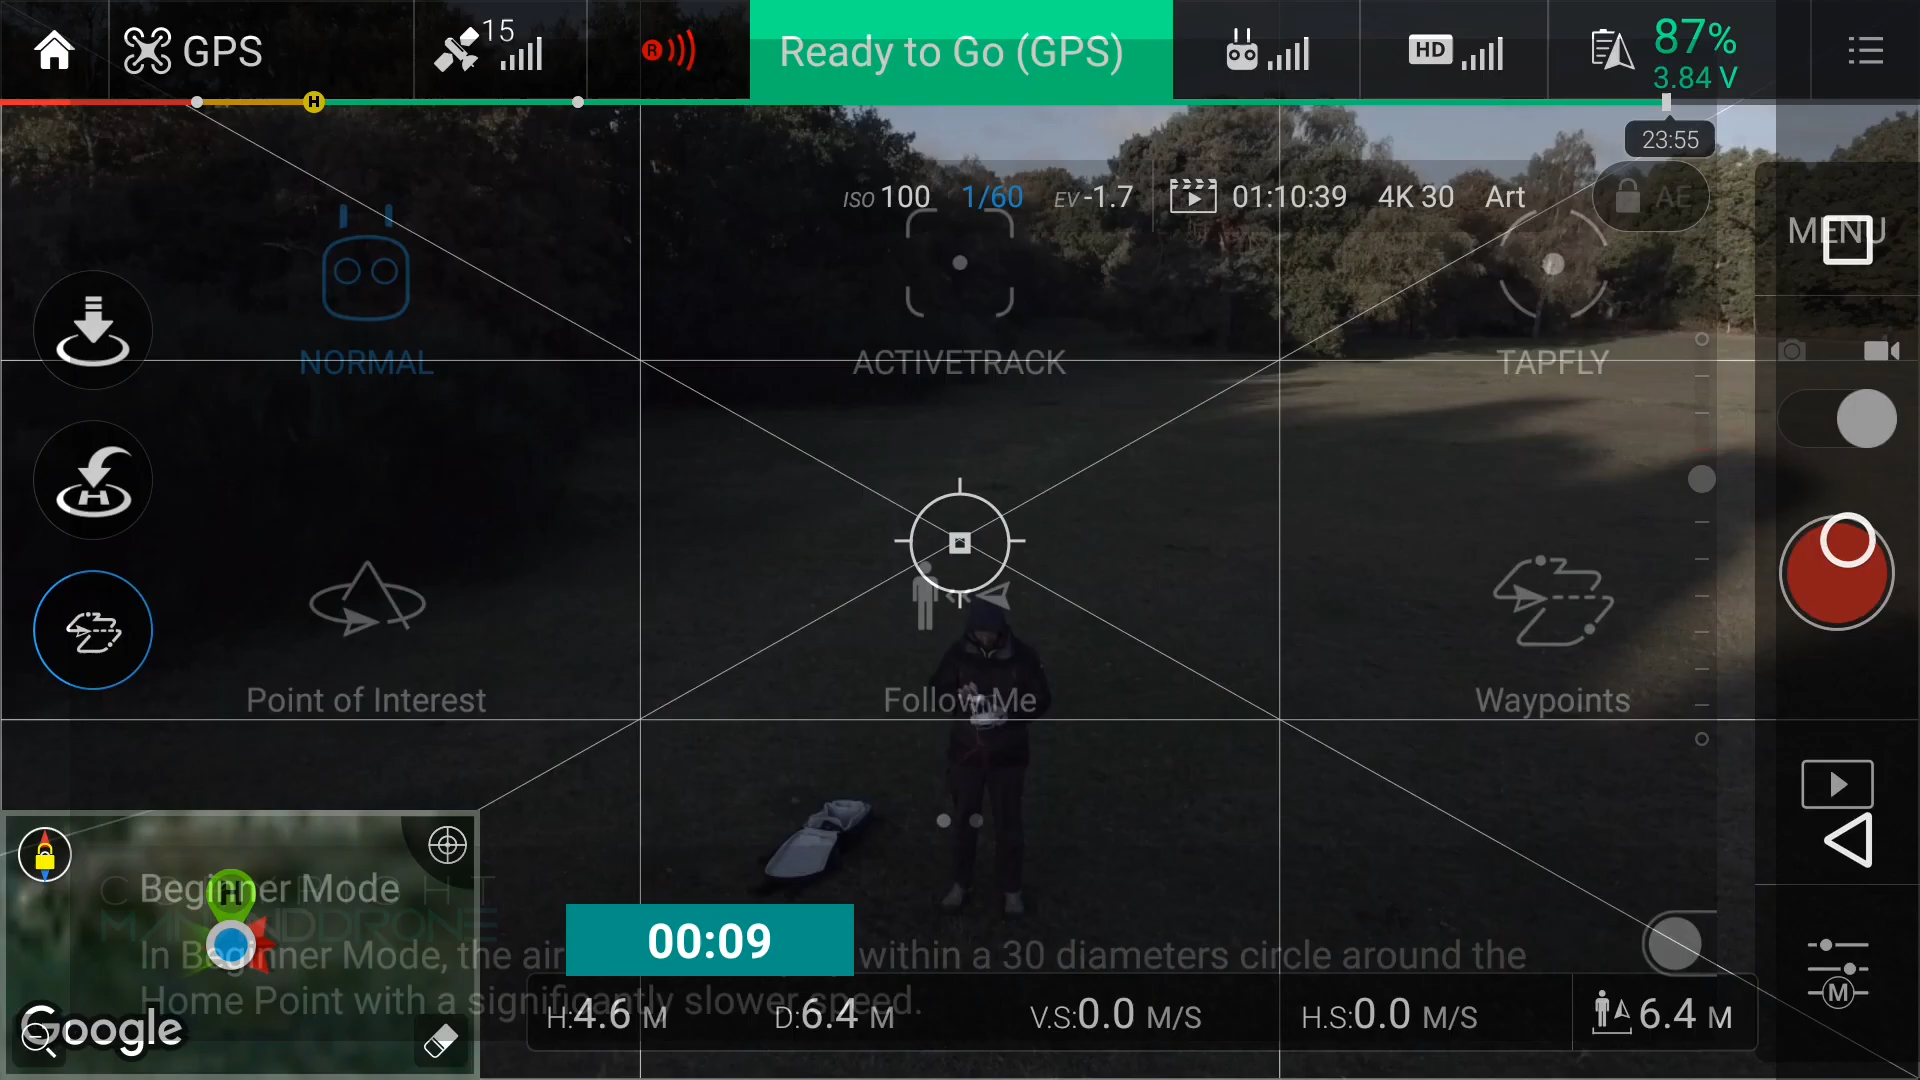 GPS
15
R
Ready to Go (GPS)
HD
87%
3.84 V
H
23:55
ISO 100 1/60 EV -1.7 01:10:39 4K 30 Art AE
MENU
NORMAL
ACTIVETRACK
TAPFLY
H
Point of Interest
Follow Me
Waypoints
COPYRIGHT
Beginner Mode
H
MAVICANDDRONE
00:09
In Beginner Mode, the air within a 30 diameters circle around the
Home Point with a significantly slower speed.
H:4.6 M D:6.4 M V.S:0.0 M/S H.S:0.0 M/S 6.4 M
M
Google